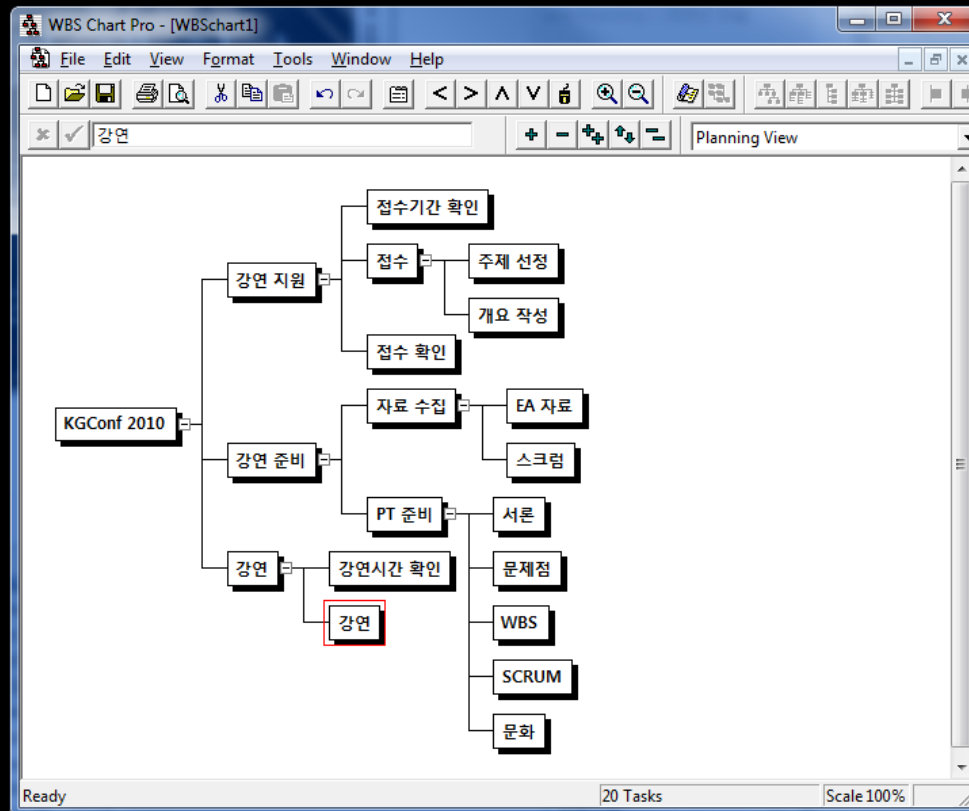 WBS Chart Pro - [WBSchart1]
File Edit View Format Tools Window Help
강연
Planning View
접수기간 확인
접수
주제 선정
강연 지원
개요 작성
접수 확인
자료 수집
EA 자료
KGConf 2010
강연 준비
스크럼
PT 준비
서론
강연
강연시간 확인
문제점
강연
WBS
SCRUM
문화
Ready
20 Tasks
Scale 100%